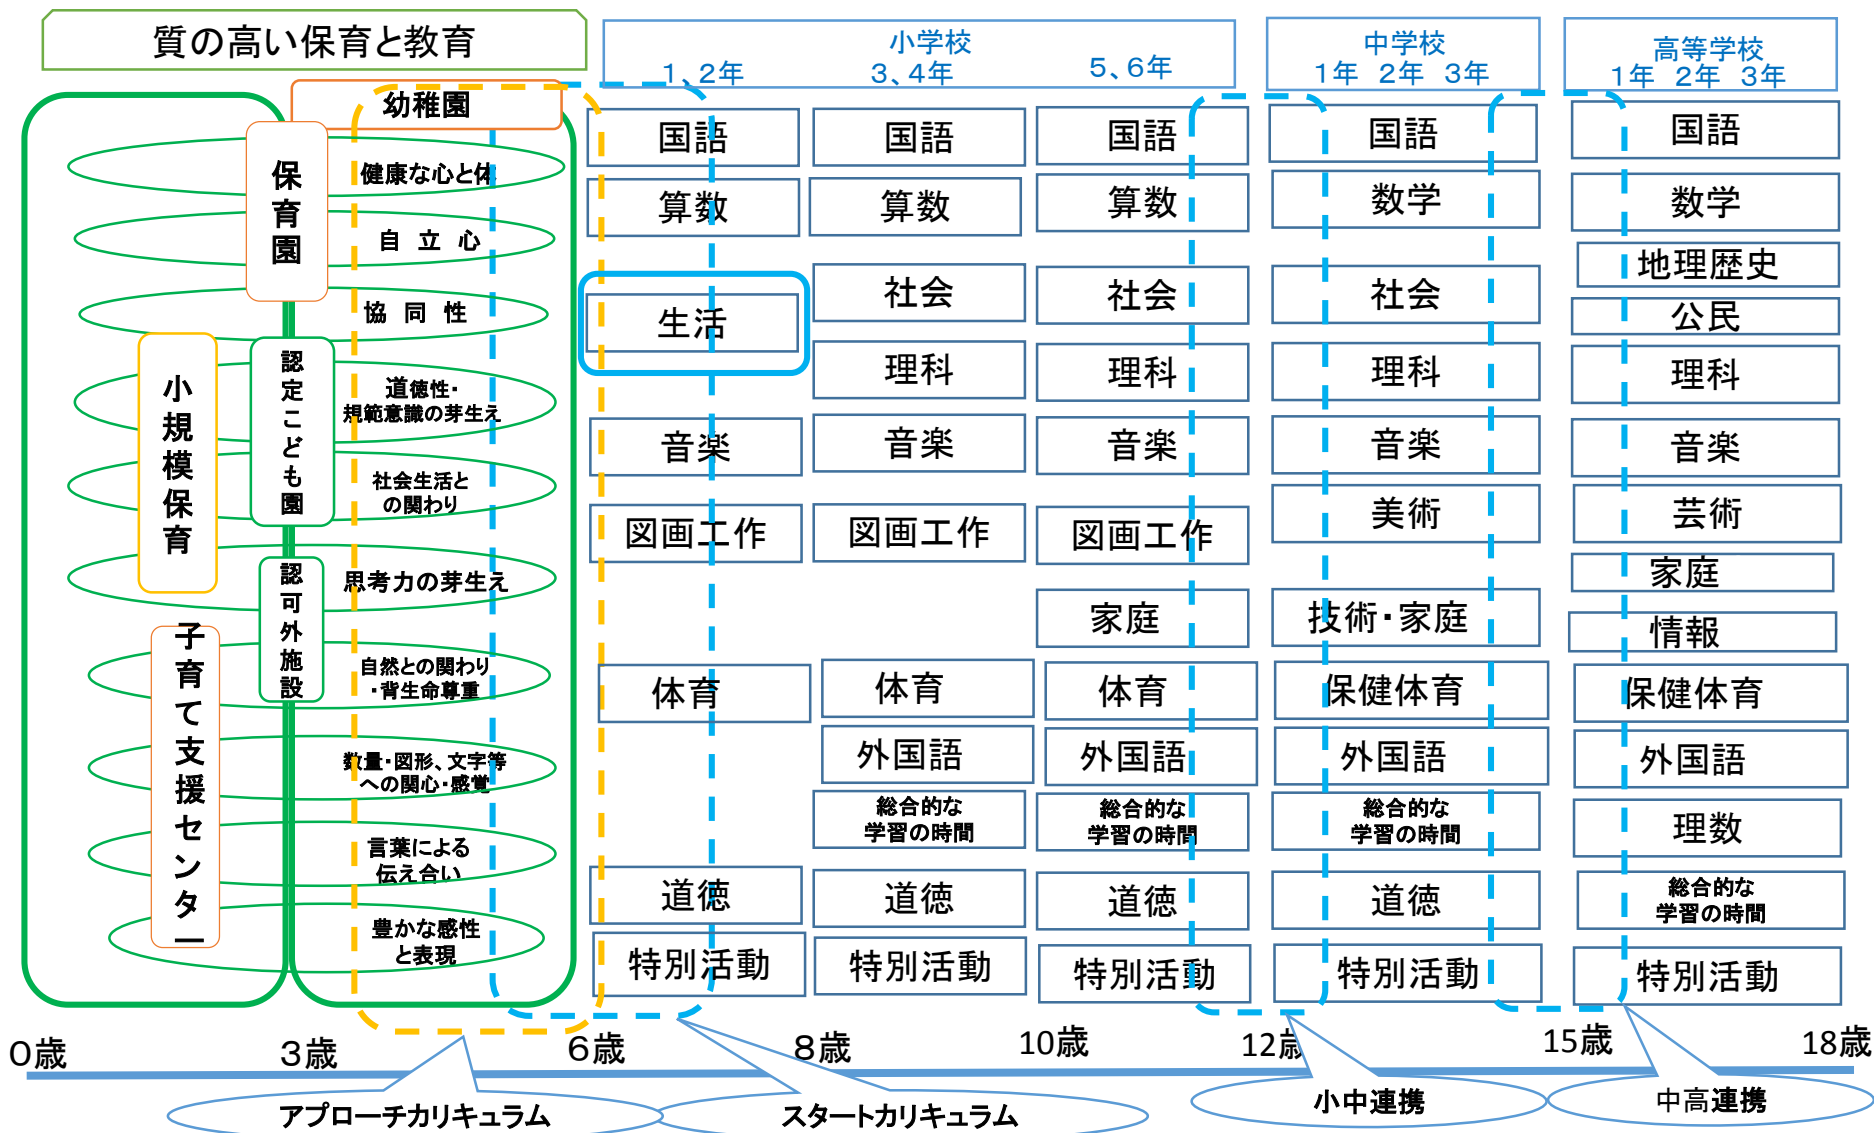 質の高い保育と教育
小学校
1、2年
3、4年
5、6年
中学校
1年 2年 3年
高等学校
1年 2年 3年
幼稚園
保育園
認定こども園
認可外施設
小規模保育
子育て支援センター
健康な心と体
自 立 心
協 同 性
道徳性・
規範意識の芽生え
社会生活と
の関わり
思考力の芽生え
自然との関わり
・背生命尊重
数量・図形、文字等
への関心・感覚
言葉による
伝え合い
豊かな感性
と表現
国語
算数
生活
音楽
図画工作
体育
道徳
特別活動
国語
算数
社会
理科
音楽
図画工作
体育
外国語
総合的な
学習の時間
道徳
特別活動
国語
算数
社会
理科
音楽
図画工作
家庭
体育
外国語
総合的な
学習の時間
道徳
特別活動
国語
数学
社会
理科
音楽
美術
技術・家庭
保健体育
外国語
総合的な
学習の時間
道徳
特別活動
国語
数学
地理歴史
公民
理科
音楽
芸術
家庭
情報
保健体育
外国語
理数
総合的な
学習の時間
特別活動
0歳
3歳
6歳
8歳
10歳
12歳
15歳
18歳
アプローチカリキュラム
スタートカリキュラム
小中連携
中高連携